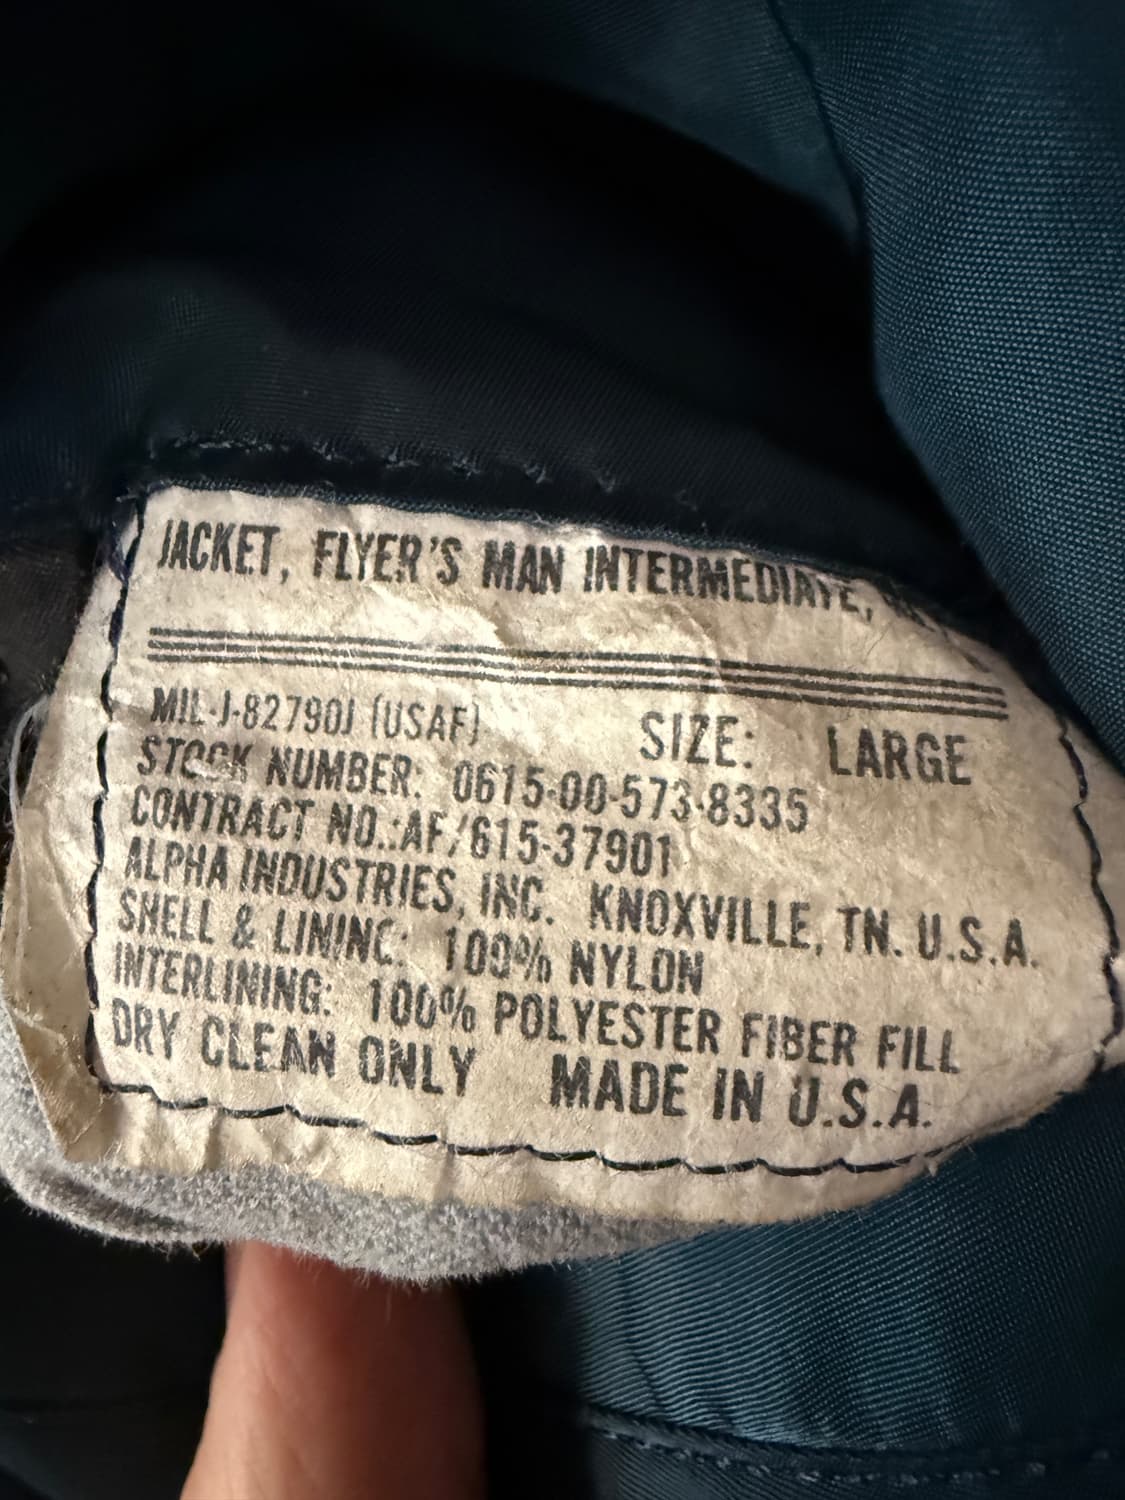 JACKET, FLYER'S MAN INTERMEDIATE,
MIL-J-82790J (USAF) SIZE: LARGE
STOCK NUMBER: 0615-00-573-8335
CONTRACT NO.:AF/615-37901
ALPHA INDUSTRIES, INC. KNOXVILLE, TN. U.S.A.
SHELL & LINING: 100% NYLON
INTERLINING: 100% POLYESTER FIBER FILL
DRY CLEAN ONLY MADE IN U.S.A.